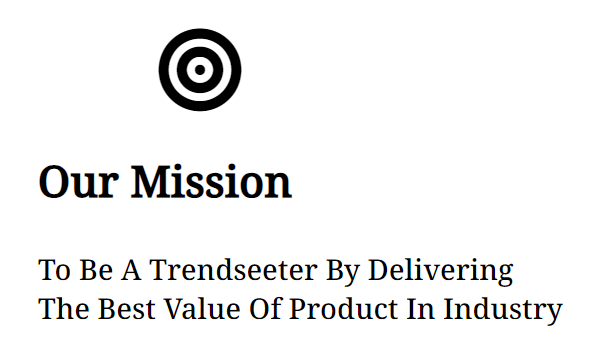 Our Mission
To Be A Trendseeter By Delivering
The Best Value Of Product In Industry